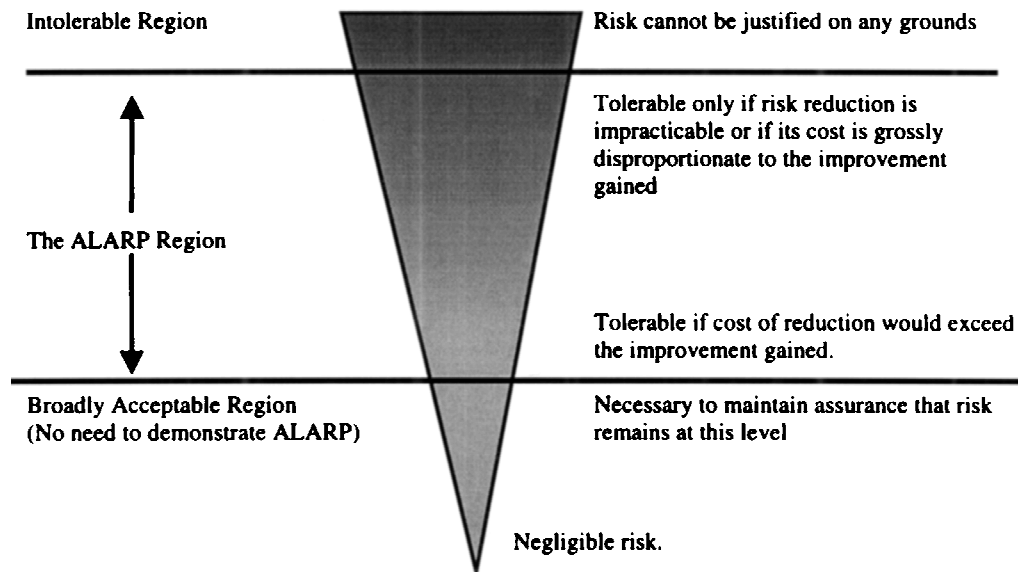 Intolerable Region
Risk cannot be justified on any grounds
Tolerable only if risk reduction is
impracticable or if its cost is grossly
disproportionate to the improvement
gained
The ALARP Region
Tolerable if cost of reduction would exceed
the improvement gained.
Broadly Acceptable Region
(No need to demonstrate ALARP)
Necessary to maintain assurance that risk
remains at this level
Negligible risk.